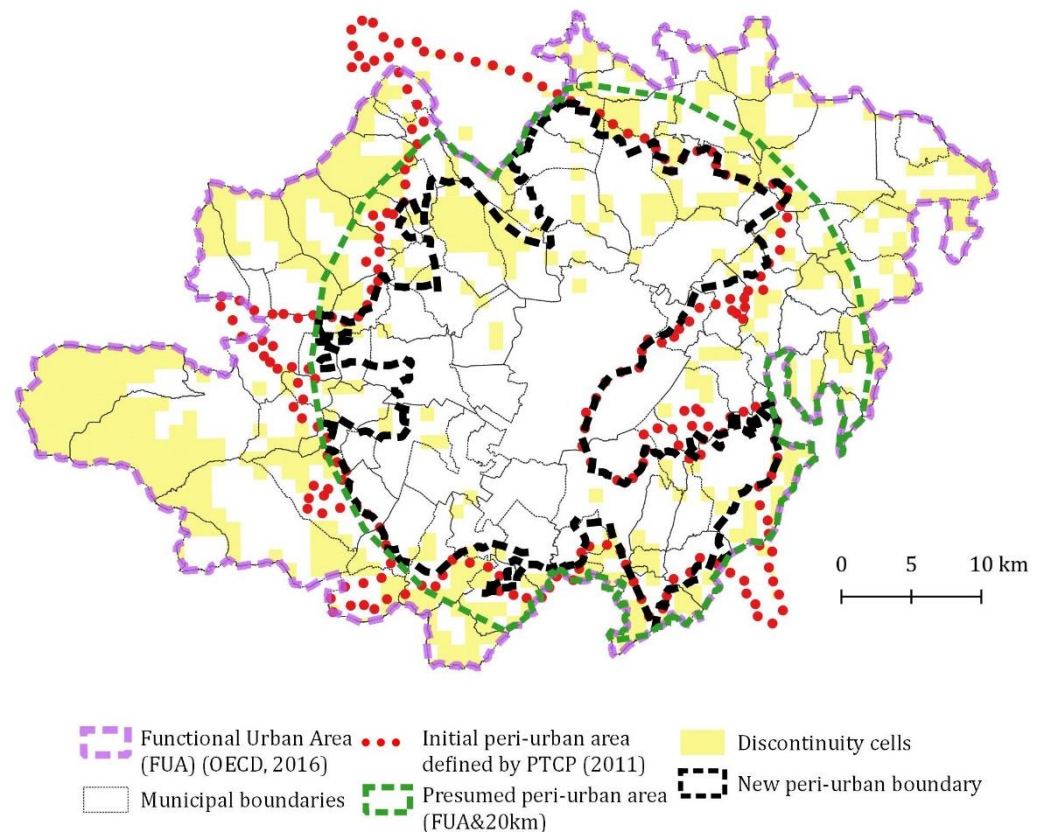 0 5 10 km
Functional Urban Area
(FUA) (OECD, 2016)
Municipal boundaries
Initial peri-urban area
defined by PTCP (2011)
Presumed peri-urban area
(FUA&20km)
Discontinuity cells
New peri-urban boundary